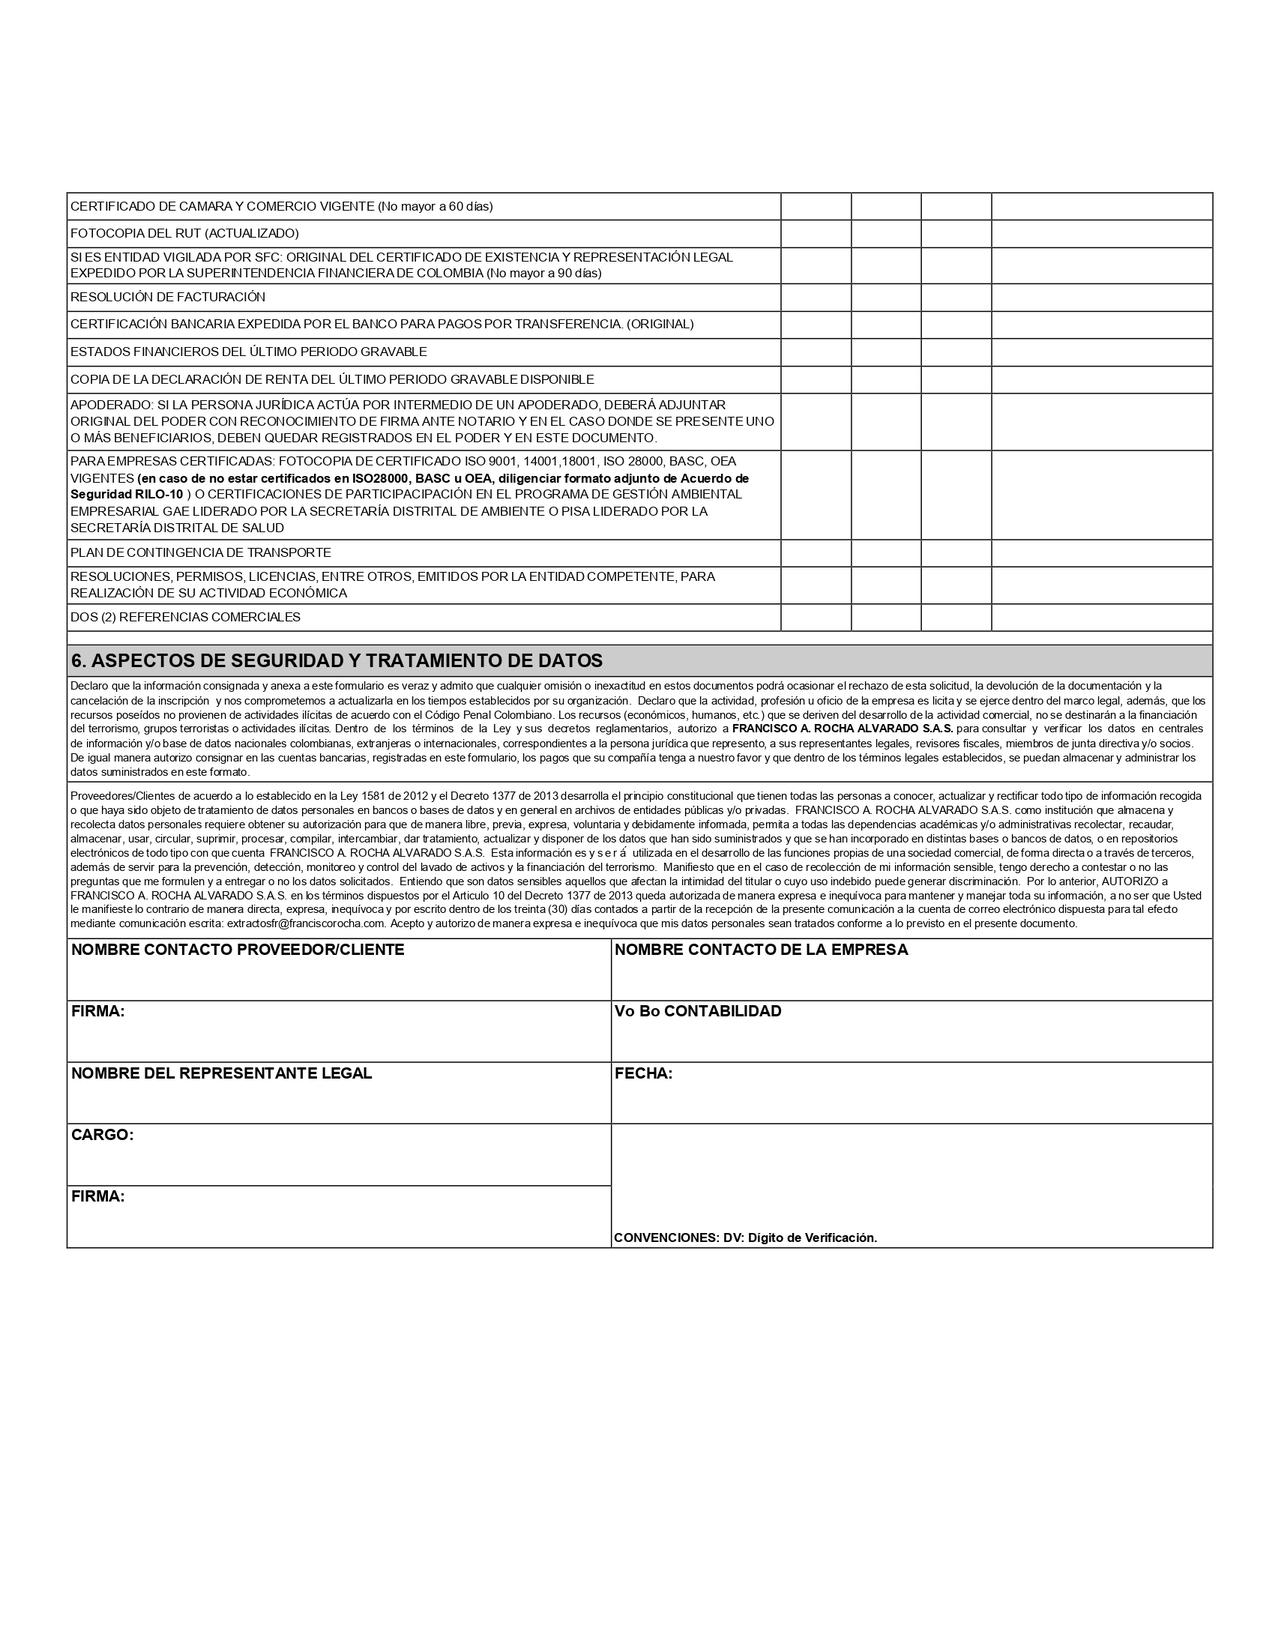 CERTIFICADO DE CAMARA Y COMERCIO VIGENTE (No mayor a 60 días)
FOTOCOPIA DEL RUT (ACTUALIZADO)
SI ES ENTIDAD VIGILADA POR SFC: ORIGINAL DEL CERTIFICADO DE EXISTENCIA Y REPRESENTACIÓN LEGAL
EXPEDIDO POR LA SUPERINTENDENCIA FINANCIERA DE COLOMBIA (No mayor a 90 días)
RESOLUCIÓN DE FACTURACIÓN
CERTIFICACIÓN BANCARIA EXPEDIDA POR EL BANCO PARA PAGOS POR TRANSFERENCIA. (ORIGINAL)
ESTADOS FINANCIEROS DEL ÚLTIMO PERIODO GRAVABLE
COPIA DE LA DECLARACIÓN DE RENTA DEL ÚLTIMO PERIODO GRAVABLE DISPONIBLE
APODERADO: SI LA PERSONA JURÍDICA ACTÚA POR INTERMEDIO DE UN APODERADO, DEBERÁ ADJUNTAR
ORIGINAL DEL PODER CON RECONOCIMIENTO DE FIRMA ANTE NOTARIO Y EN EL CASO DONDE SE PRESENTE UNO
O MÁS BENEFICIARIOS, DEBEN QUEDAR REGISTRADOS EN EL PODER Y EN ESTE DOCUMENTO.
PARA EMPRESAS CERTIFICADAS: FOTOCOPIA DE CERTIFICADO ISO 9001, 14001,18001, ISO 28000, BASC, OEA
VIGENTES (en caso de no estar certificados en ISO28000, BASC u OEA, diligenciar formato adjunto de Acuerdo de
Seguridad RILO-10 ) O CERTIFICACIONES DE PARTICIPACIPACIÓN EN EL PROGRAMA DE GESTIÓN AMBIENTAL
EMPRESARIAL GAE LIDERADO POR LA SECRETARÍA DISTRITAL DE AMBIENTE O PISA LIDERADO POR LA
SECRETARÍA DISTRITAL DE SALUD
PLAN DE CONTINGENCIA DE TRANSPORTE
RESOLUCIONES, PERMISOS, LICENCIAS, ENTRE OTROS, EMITIDOS POR LA ENTIDAD COMPETENTE, PARA
REALIZACIÓN DE SU ACTIVIDAD ECONÓMICA
DOS (2) REFERENCIAS COMERCIALES
6. ASPECTOS DE SEGURIDAD Y TRATAMIENTO DE DATOS
Declaro que la información consignada y anexa a este formulario es veraz y admito que cualquier omisión o inexactitud en estos documentos podrá ocasionar el rechazo de esta solicitud, la devolución de la documentación y la
cancelación de la inscripción y nos comprometemos a actualizarla en los tiempos establecidos por su organización. Declaro que la actividad, profesión u oficio de la empresa es licita y se ejerce dentro del marco legal, además, que los
recursos poseídos no provienen de actividades ilícitas de acuerdo con el Código Penal Colombiano. Los recursos (económicos, humanos, etc.) que se deriven del desarrollo de la actividad comercial, no se destinarán a la financiación
del terrorismo, grupos terroristas o actividades ilícitas. Dentro de los términos de la Ley y sus decretos reglamentarios, autorizo a FRANCISCO A. ROCHA ALVARADO S.A.S. para consultar y verificar los datos en centrales
de información y/o base de datos nacionales colombianas, extranjeras o internacionales, correspondientes a la persona jurídica que represento, a sus representantes legales, revisores fiscales, miembros de junta directiva y/o socios.
De igual manera autorizo consignar en las cuentas bancarias, registradas en este formulario, los pagos que su compañía tenga a nuestro favor y que dentro de los términos legales establecidos, se puedan almacenar y administrar los
datos suministrados en este formato.
Proveedores/Clientes de acuerdo a lo establecido en la Ley 1581 de 2012 y el Decreto 1377 de 2013 desarrolla el principio constitucional que tienen todas las personas a conocer, actualizar y rectificar todo tipo de información recogida
o que haya sido objeto de tratamiento de datos personales en bancos o bases de datos y en general en archivos de entidades públicas y/o privadas. FRANCISCO A. ROCHA ALVARADO S.A.S. como institución que almacena y
recolecta datos personales requiere obtener su autorización para que de manera libre, previa, expresa, voluntaria y debidamente informada, permita a todas las dependencias académicas y/o administrativas recolectar, recaudar,
almacenar, usar, circular, suprimir, procesar, compilar, intercambiar, dar tratamiento, actualizar y disponer de los datos que han sido suministrados y que se han incorporado en distintas bases o bancos de datos, o en repositorios
electrónicos de todo tipo con que cuenta FRANCISCO A. ROCHA ALVARADO S.A.S. Esta información es y s e r á utilizada en el desarrollo de las funciones propias de una sociedad comercial, de forma directa o a través de terceros,
además de servir para la prevención, detección, monitoreo y control del lavado de activos y la financiación del terrorismo. Manifiesto que en el caso de recolección de mi información sensible, tengo derecho a contestar o no las
preguntas que me formulen y a entregar o no los datos solicitados. Entiendo que son datos sensibles aquellos que afectan la intimidad del titular o cuyo uso indebido puede generar discriminación. Por lo anterior, AUTORIZO a
FRANCISCO A. ROCHA ALVARADO S.A.S. en los términos dispuestos por el Articulo 10 del Decreto 1377 de 2013 queda autorizada de manera expresa e inequívoca para mantener y manejar toda su información, a no ser que Usted
le manifieste lo contrario de manera directa, expresa, inequívoca y por escrito dentro de los treinta (30) días contados a partir de la recepción de la presente comunicación a la cuenta de correo electrónico dispuesta para tal efecto
mediante comunicación escrita: extractosfr@franciscorocha.com. Acepto y autorizo de manera expresa e inequívoca que mis datos personales sean tratados conforme a lo previsto en el presente documento.
NOMBRE CONTACTO PROVEEDOR/CLIENTE
NOMBRE CONTACTO DE LA EMPRESA
FIRMA:
Vo Bo CONTABILIDAD
NOMBRE DEL REPRESENTANTE LEGAL
FECHA:
CARGO:
FIRMA:
CONVENCIONES: DV: Dígito de Verificación.